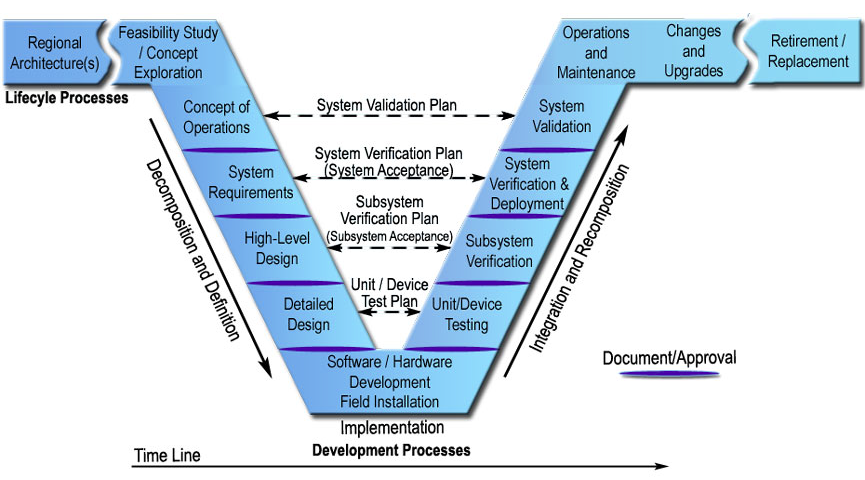 Regional
Architecture(s)
Feasibility Study
/ Concept
Exploration
Operations
and
Maintenance
Changes
and
Upgrades
Retirement /
Replacement
Lifecyle Processes
Concept of
Operations
System Validation Plan
System
Validation
System
Requirements
System Verification Plan
(System Acceptance)
System
Verification &
Deployment
High-Level
Design
Subsystem
Verification Plan
(Subsystem Acceptance)
Subsystem
Verification
Detailed
Design
Unit / Device
Test Plan
Unit/Device
Testing
Decomposition and Definition
Integration and Recomposition
Software / Hardware
Development
Field Installation
Document/Approval
Implementation
Development Processes
Time Line